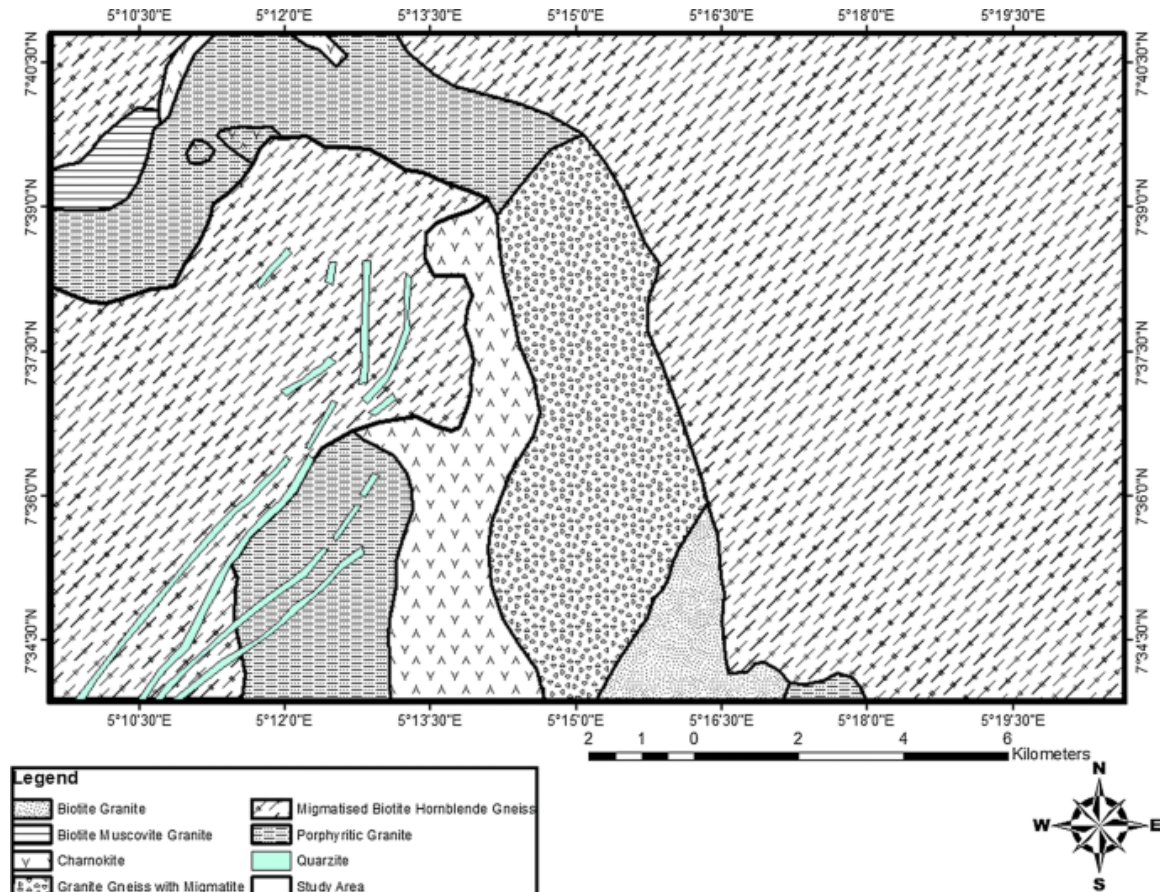 5°10'30"E 5°12'0"E 5°13'30"E 5°15'0"E 5°16'30"E 5°18'0"E 5°19'30"E
7°40'30"N 7°40'30"N
7°39'0"N 7°39'0"N
7°37'30"N 7°37'30"N
7°36'0"N 7°36'0"N
7°34'30"N 7°34'30"N
5°10'30"E 5°12'0"E 5°13'30"E 5°15'0"E 5°16'30"E 5°18'0"E 5°19'30"E
2 1 0 2 4 6
Kilometers
Legend
Biotite Granite Migmatised Biotite Hornblende Gneiss
Biotite Muscovite Granite Porphyritic Granite
Charnokite Quarzite
Granite Gneiss with Migmatite Study Area
N
W E
S